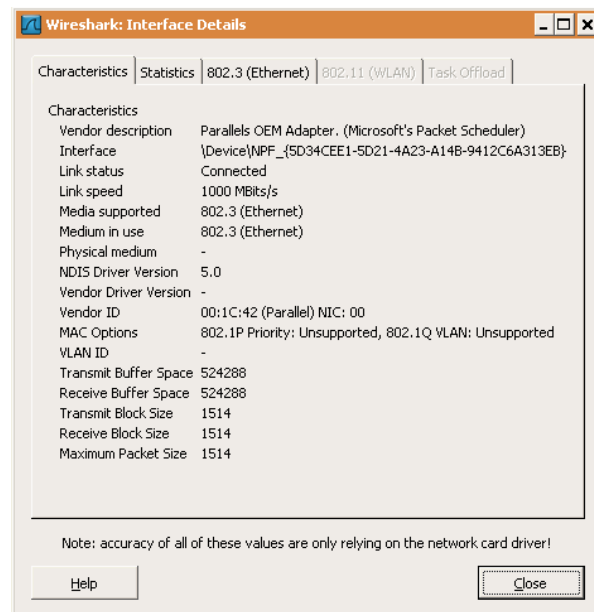 Wireshark: Interface Details
Characteristics Statistics 802.3 (Ethernet) 802.11 (WLAN) Task Offload
Characteristics
Vendor description Parallels OEM Adapter. (Microsoft's Packet Scheduler)
Interface \Device\NPF_{5D34CEE1-5D21-4A23-A14B-9412C6A313EB}
Link status Connected
Link speed 1000 MBits/s
Media supported 802.3 (Ethernet)
Medium in use 802.3 (Ethernet)
Physical medium -
NDIS Driver Version 5.0
Vendor Driver Version -
Vendor ID 00:1C:42 (Parallel) NIC: 00
MAC Options 802.1P Priority: Unsupported, 802.1Q VLAN: Unsupported
VLAN ID -
Transmit Buffer Space 524288
Receive Buffer Space 524288
Transmit Block Size 1514
Receive Block Size 1514
Maximum Packet Size 1514
Note: accuracy of all of these values are only relying on the network card driver!
Help Close